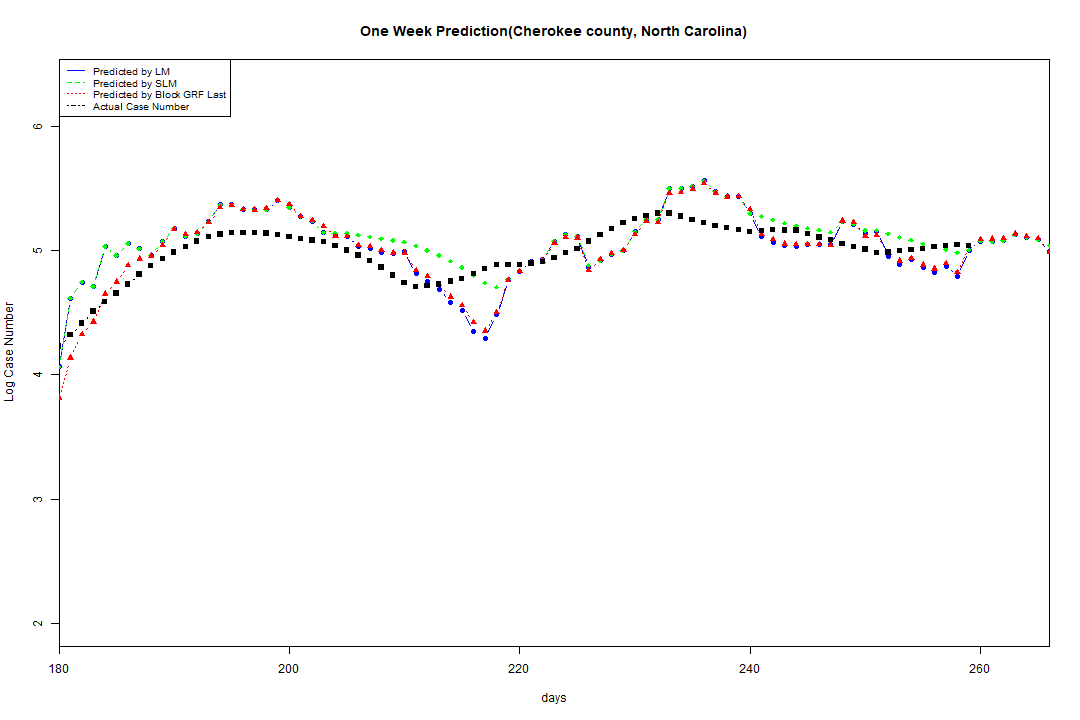 One Week Prediction(Cherokee county, North Carolina)
Predicted by LM
Predicted by SLM
Predicted by Block GRF Last
Actual Case Number
6
5
4
3
2
Log Case Number
180 200 220 240 260
days